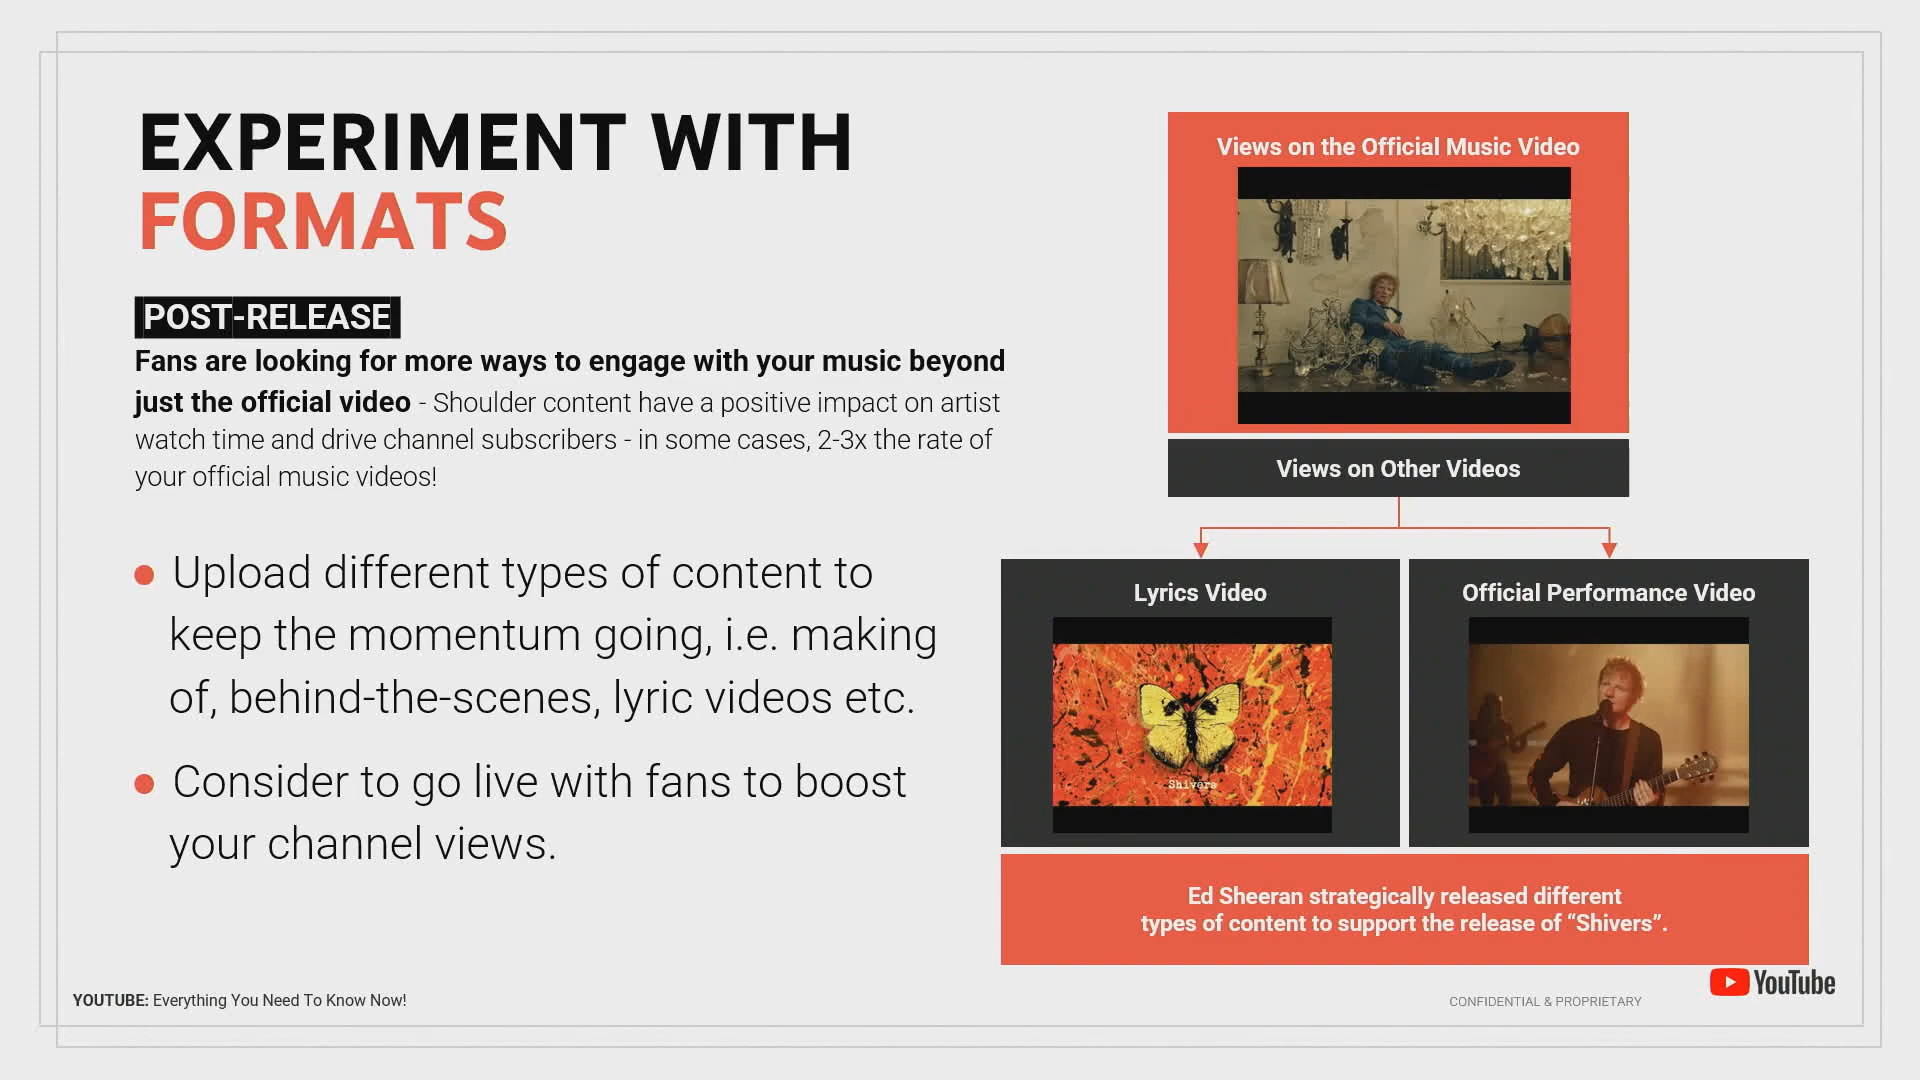 EXPERIMENT WITH
FORMATS
POST-RELEASE
Fans are looking for more ways to engage with your music beyond
just the official video - Shoulder content have a positive impact on artist
watch time and drive channel subscribers - in some cases, 2-3x the rate of
your official music videos!
● Upload different types of content to
keep the momentum going, i.e. making
of, behind-the-scenes, lyric videos etc.
● Consider to go live with fans to boost
your channel views.
Views on the Official Music Video
Views on Other Videos
Lyrics Video
Shivers
Official Performance Video
Ed Sheeran strategically released different
types of content to support the release of “Shivers”.
YOUTUBE: Everything You Need To Know Now!
CONFIDENTIAL & PROPRIETARY
YouTube